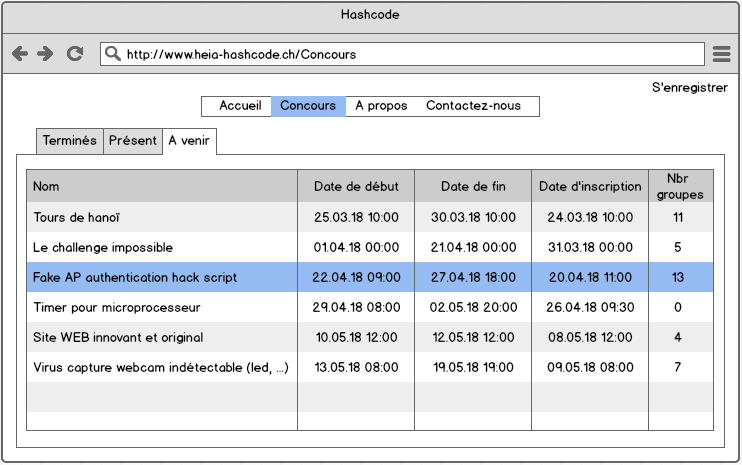 Hashcode
http://www.heia-hashcode.ch/Concours
S'enregistrer
Accueil Concours A propos Contactez-nous
Terminés Présent A venir
Nom Date de début Date de fin Date d'inscription Nbr groupes
Tours de hanoï 25.03.18 10:00 30.03.18 10:00 24.03.18 10:00 11
Le challenge impossible 01.04.18 00:00 21.04.18 00:00 31.03.18 00:00 5
Fake AP authentication hack script 22.04.18 09:00 27.04.18 18:00 20.04.18 11:00 13
Timer pour microprocesseur 29.04.18 08:00 02.05.18 20:00 26.04.18 09:30 0
Site WEB innovant et original 10.05.18 12:00 12.05.18 12:00 08.05.18 12:00 4
Virus capture webcam indétectable (led, ...) 13.05.18 08:00 19.05.18 19:00 09.05.18 08:00 7